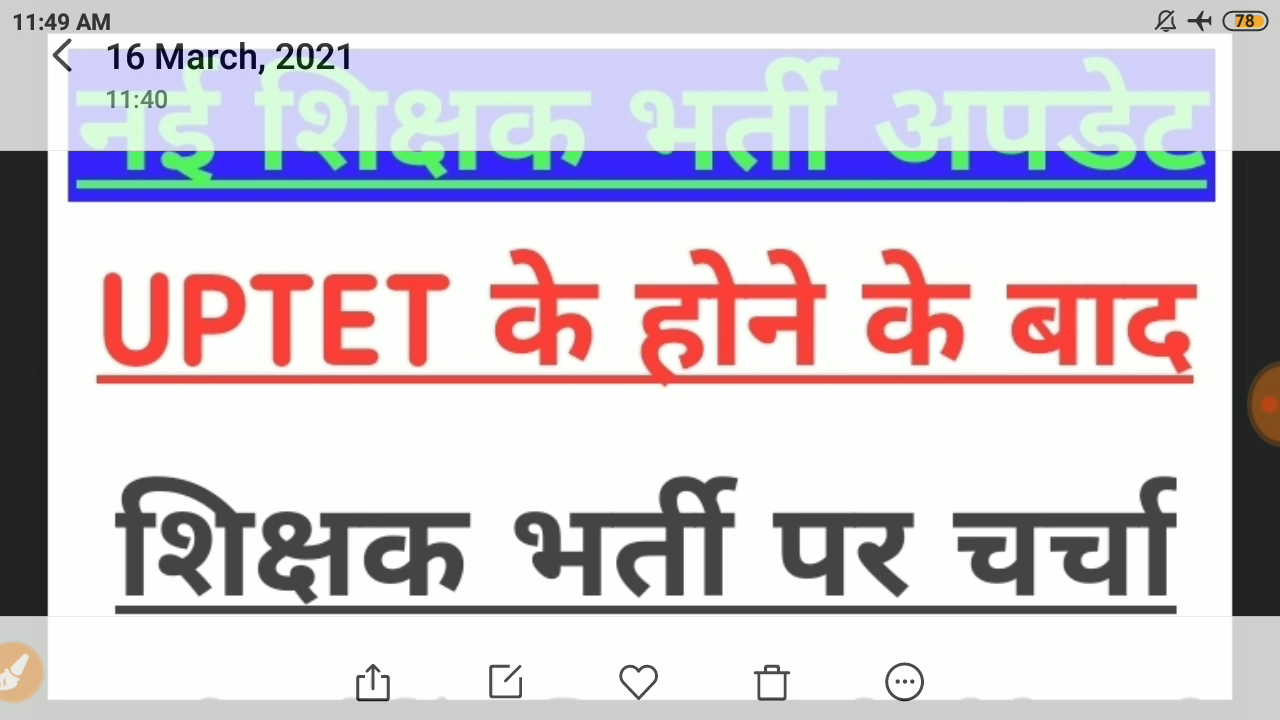 11:49 AM
78
16 March, 2021
11:40
नई शिक्षक भर्ती अपडेट
UPTET के होने के बाद
शिक्षक भर्ती पर चर्चा